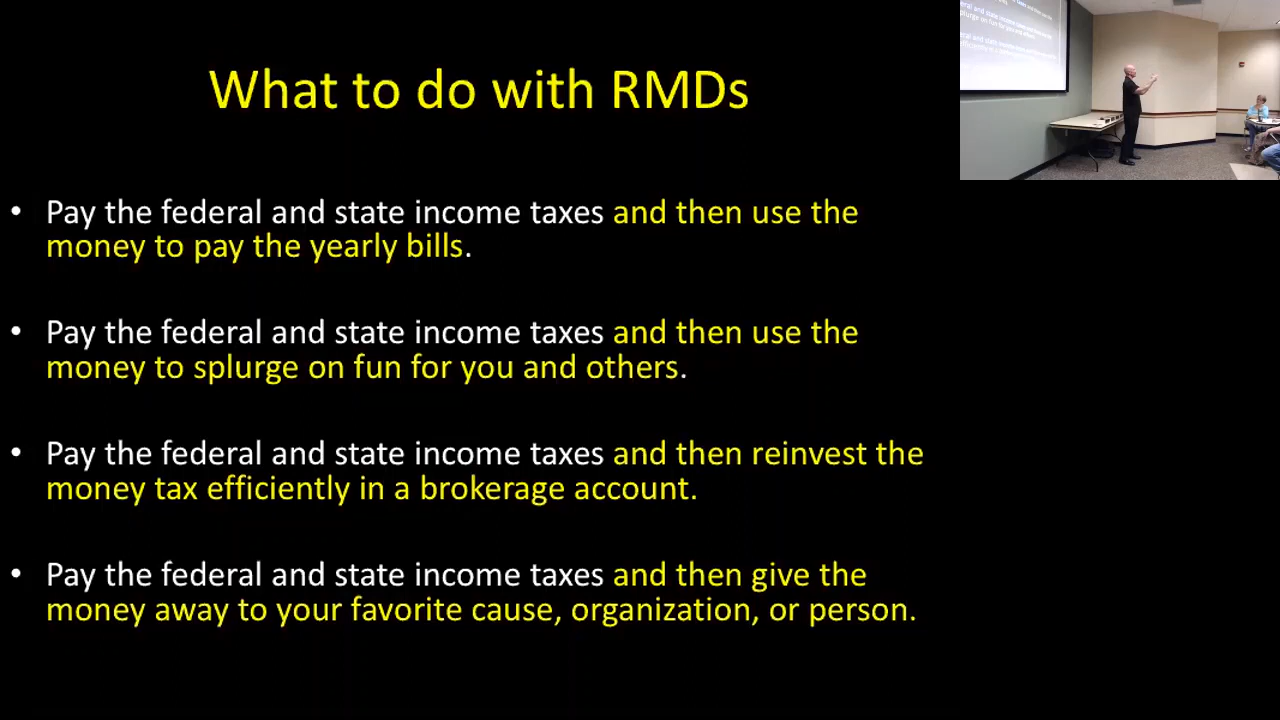 What to do with RMDs
• Pay the federal and state income taxes and then use the
money to pay the yearly bills.
• Pay the federal and state income taxes and then use the
money to splurge on fun for you and others.
• Pay the federal and state income taxes and then reinvest the
money tax efficiently in a brokerage account.
• Pay the federal and state income taxes and then give the
money away to your favorite cause, organization, or person.